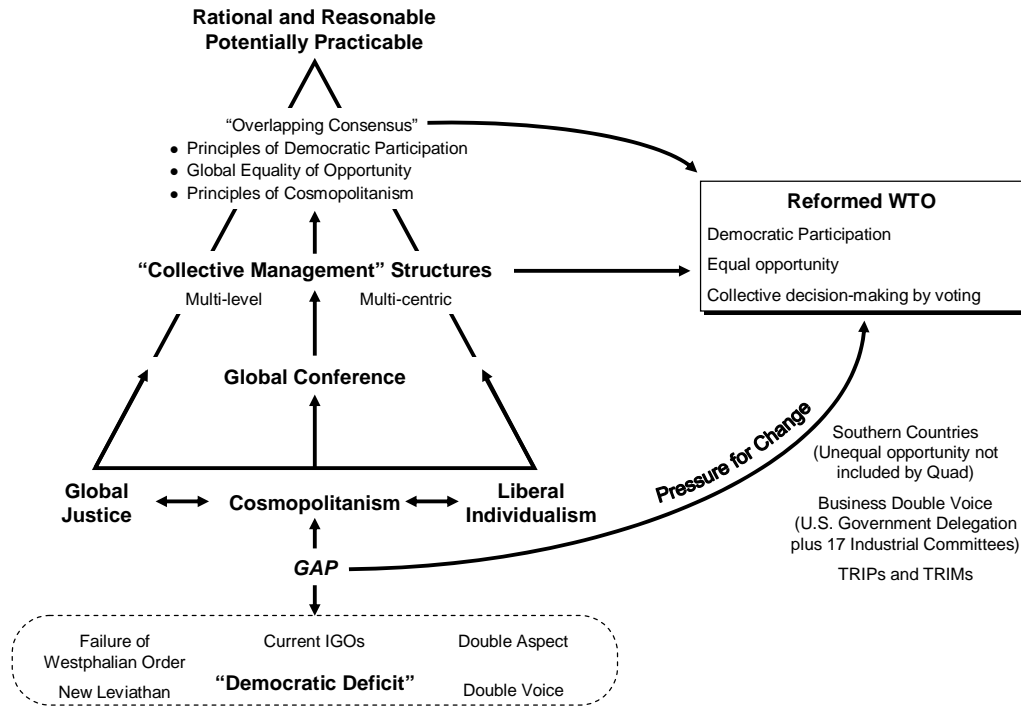 Rational and Reasonable
Potentially Practicable
“Overlapping Consensus”
● Principles of Democratic Participation
● Global Equality of Opportunity
● Principles of Cosmopolitanism
Reformed WTO
Democratic Participation
Equal opportunity
Collective decision-making by voting
“Collective Management” Structures
Multi-level
Multi-centric
Global Conference
Global
Justice
Cosmopolitanism
Liberal
Individualism
Pressure for Change
Southern Countries
(Unequal opportunity not
included by Quad)
Business Double Voice
(U.S. Government Delegation
plus 17 Industrial Committees)
TRIPs and TRIMs
GAP
Failure of
Westphalian Order
Current IGOs
Double Aspect
New Leviathan
“Democratic Deficit”
Double Voice